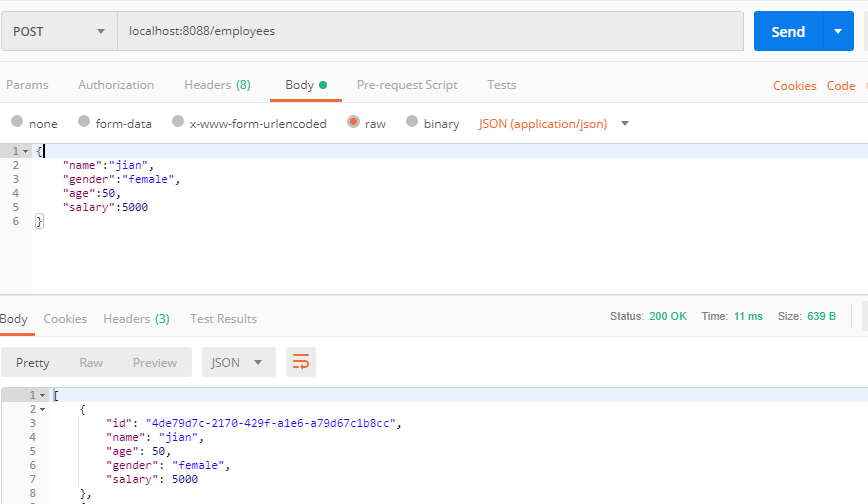 POST localhost:8088/employees Send
Params Authorization Headers (8) Body Pre-request Script Tests Cookies Code
none form-data x-www-form-urlencoded raw binary JSON (application/json)
1 {
2 "name":"jian",
3 "gender":"female",
4 "age":50,
5 "salary":5000
6 }
Body Cookies Headers (3) Test Results Status: 200 OK Time: 11 ms Size: 639 B
Pretty Raw Preview JSON
1 [
2 {
3 "id": "4de79d7c-2170-429f-a1e6-a79d67c1b8cc",
4 "name": "jian",
5 "age": 50,
6 "gender": "female",
7 "salary": 5000
8 },